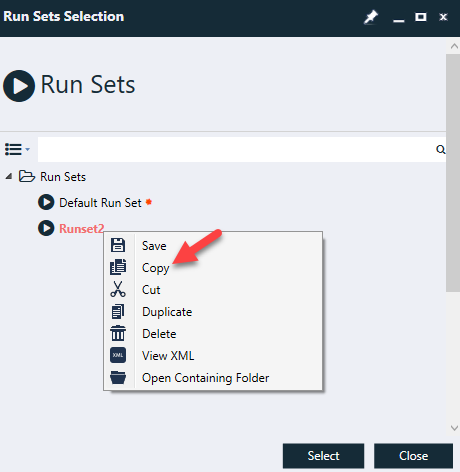 Run Sets Selection
Run Sets
Run Sets
Default Run Set *
Runset2
Save
Copy
Cut
Duplicate
Delete
XML View XML
Open Containing Folder
Select Close